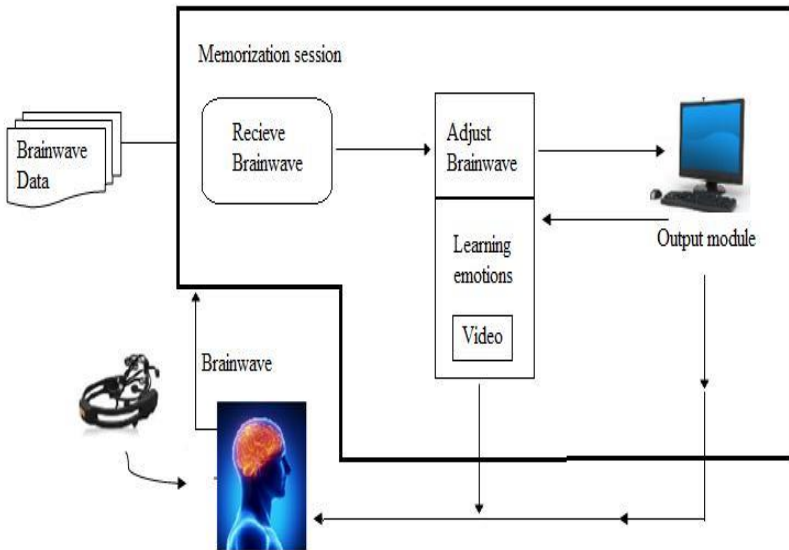 Memorization session
Brainwave
Data
Recieve
Brainwave
Adjust
Brainwave
Learning
emotions
Video
Output module
Brainwave